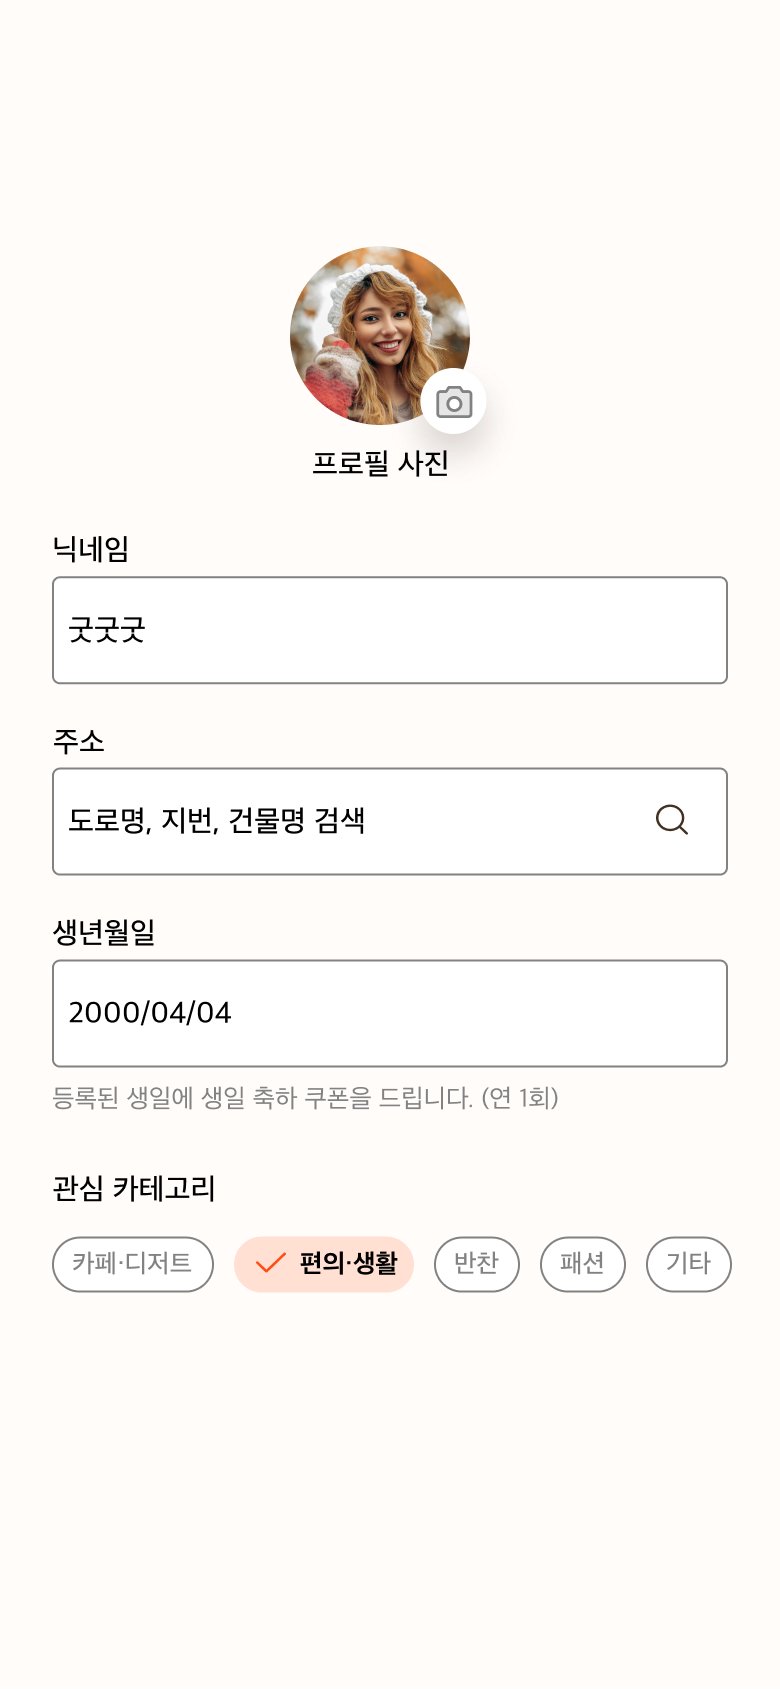 프로필 사진
닉네임
굿굿굿
주소
도로명, 지번, 건물명 검색
생년월일
2000/04/04
등록된 생일에 생일 축하 쿠폰을 드립니다. (연 1회)
관심 카테고리
카페·디저트 편의·생활 반찬 패션 기타